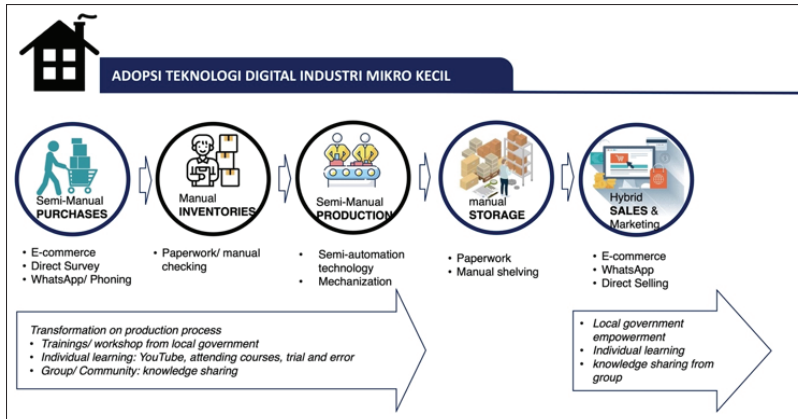 ADOPSI TEKNOLOGI DIGITAL INDUSTRI MIKRO KECIL
Semi-Manual
PURCHASES
• E-commerce
• Direct Survey
• WhatsApp/ Phoning
Manual
INVENTORIES
• Paperwork/ manual
checking
Semi-Manual
PRODUCTION
• Semi-automation
technology
• Mechanization
manual
STORAGE
• Paperwork
• Manual shelving
Hybrid
SALES &
Marketing
• E-commerce
• WhatsApp
• Direct Selling
Transformation on production process
• Trainings/ workshop from local government
• Individual learning: YouTube, attending courses, trial and error
• Group/ Community: knowledge sharing
• Local government
empowerment
• Individual learning
• knowledge sharing from
group